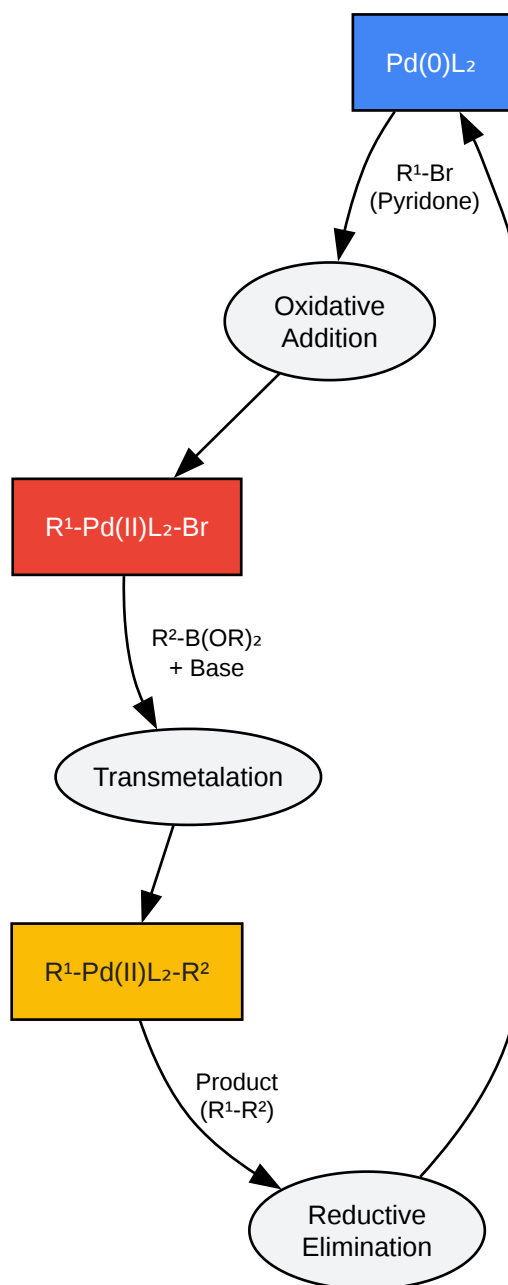 Pd(0)L₂
R¹-Br
(Pyridone)
Oxidative
Addition
R¹-Pd(II)L₂-Br
R²-B(OR)₂
+ Base
Transmetalation
R¹-Pd(II)L₂-R²
Product
(R¹-R²)
Reductive
Elimination